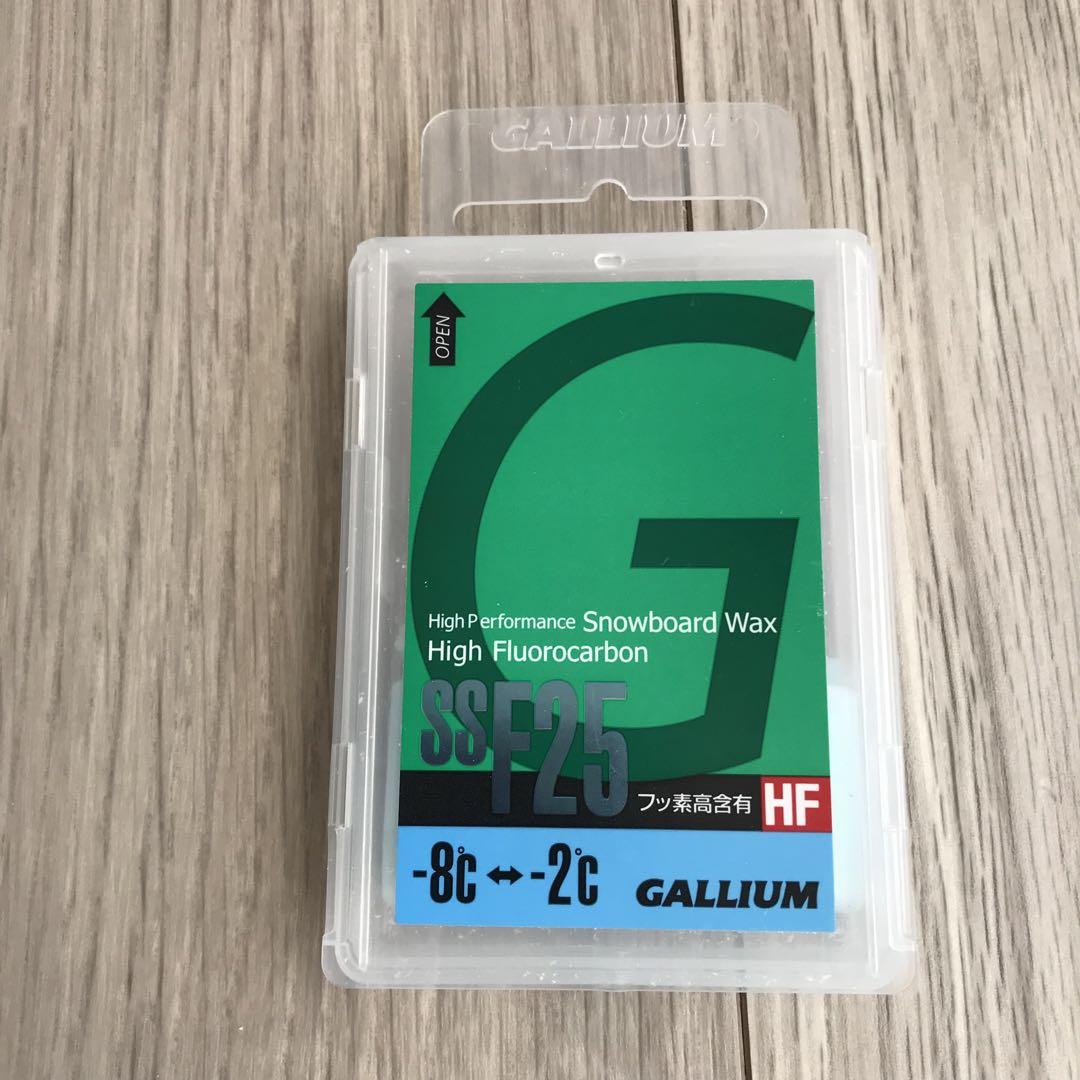 GALLIUM
OPEN
High Performance Snowboard Wax
High Fluorocarbon
SSF25
フッ素高含有 HF
-8℃ ↔ -2℃ GALLIUM